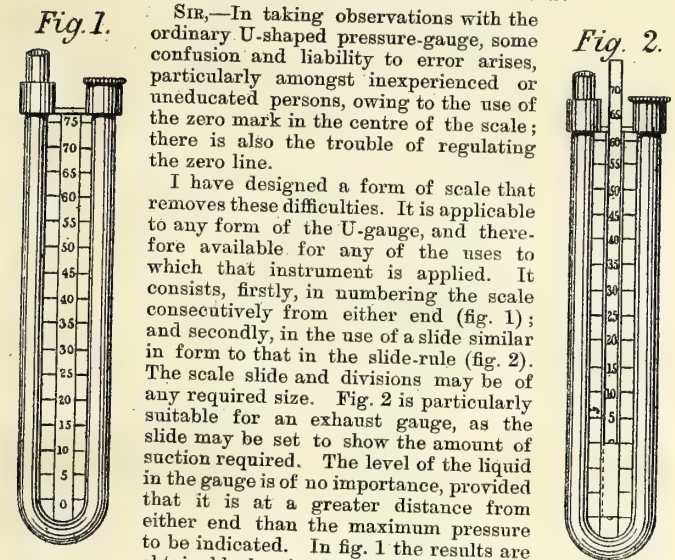 Fig. 1.
75
70
65
60
55
50
45
40
35
30
25
20
15
10
5
0
SIR,—In taking observations with the
ordinary U-shaped pressure-gauge, some
confusion and liability to error arises,
particularly amongst inexperienced or
uneducated persons, owing to the use of
the zero mark in the centre of the scale;
there is also the trouble of regulating
the zero line.
I have designed a form of scale that
removes these difficulties. It is applicable
to any form of the U-gauge, and there-
fore available for any of the uses to
which that instrument is applied. It
consists, firstly, in numbering the scale
consecutively from either end (fig. 1);
and secondly, in the use of a slide similar
in form to that in the slide-rule (fig. 2).
The scale slide and divisions may be of
any required size. Fig. 2 is particularly
suitable for an exhaust gauge, as the
slide may be set to show the amount of
suction required. The level of the liquid
in the gauge is of no importance, provided
that it is at a greater distance from
either end than the maximum pressure
to be indicated. In fig. 1 the results are
Fig. 2.
70
65
60
50
45
40
35
30
25
20
15
10
5
0